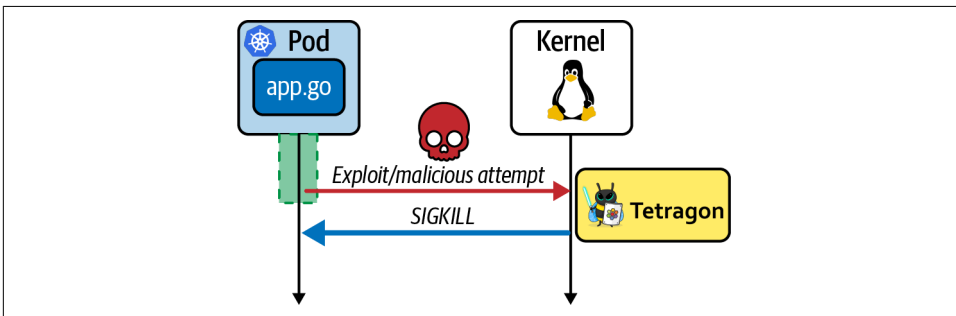 Pod
app.go
Kernel
Exploit/malicious attempt
SIGKILL
Tetragon